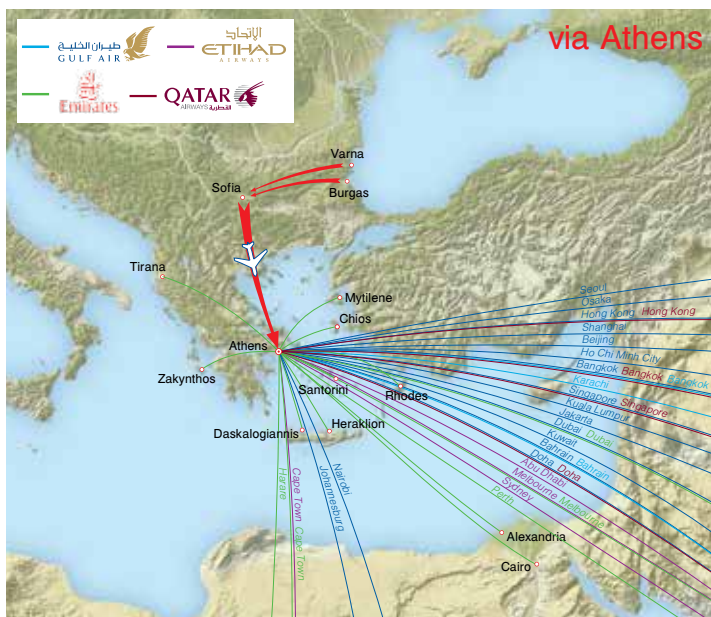 طيران الخليج
GULF AIR
الإتحاد
ETIHAD
AIRWAYS
via Athens
Emirates
QATAR
AIRWAYS القطرية
Varna
Burgas
Sofia
Tirana
Mytilene
Chios
Athens
Zakynthos
Santorini
Rhodes
Daskalogiannis
Heraklion
Alexandria
Cairo
Seoul
Osaka
Hong Kong Hong Kong
Shanghai
Beijing
Ho Chi Minh City
Bangkok Bangkok Bangkok
Karachi
Singapore Singapore
Kuala Lumpur
Jakarta
Dubai Dubai
Kuwait
Bahrain Bahrain
Doha Doha
Abu Dhabi
Melbourne Melbourne
Sydney
Perth
Nairobi
Johannesburg
Cape Town Cape Town
Harare